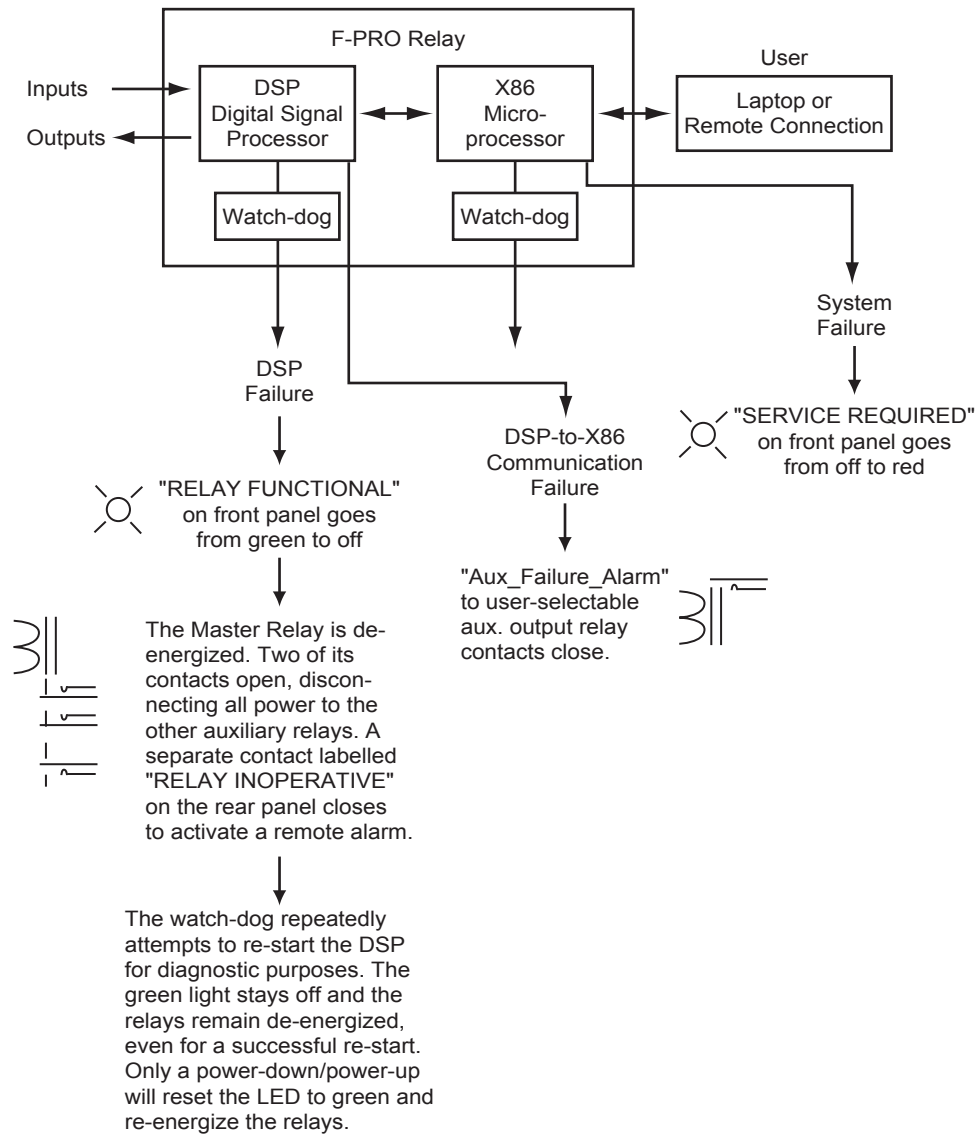 F-PRO Relay
User
Inputs
Outputs
DSP
Digital Signal
Processor
X86
Micro-
processor
Laptop or
Remote Connection
Watch-dog
Watch-dog
System
Failure
DSP
Failure
"SERVICE REQUIRED"
on front panel goes
from off to red
DSP-to-X86
Communication
Failure
"RELAY FUNCTIONAL"
on front panel goes
from green to off
"Aux_Failure_Alarm"
to user-selectable
aux. output relay
contacts close.
The Master Relay is de-
energized. Two of its
contacts open, discon-
necting all power to the
other auxiliary relays. A
separate contact labelled
"RELAY INOPERATIVE"
on the rear panel closes
to activate a remote alarm.
The watch-dog repeatedly
attempts to re-start the DSP
for diagnostic purposes. The
green light stays off and the
relays remain de-energized,
even for a successful re-start.
Only a power-down/power-up
will reset the LED to green and
re-energize the relays.